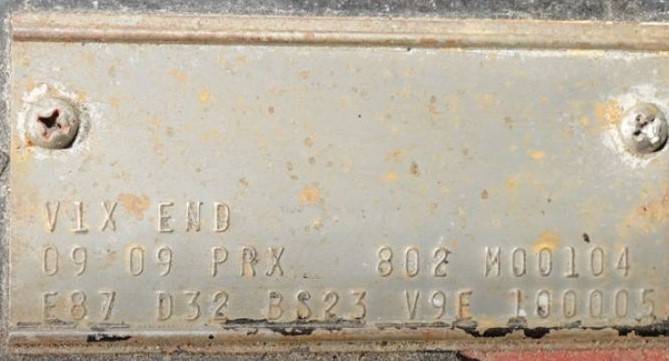 V1X END
09 09 PRX 802 M00104
E87 D32 BS23 V9E 100005